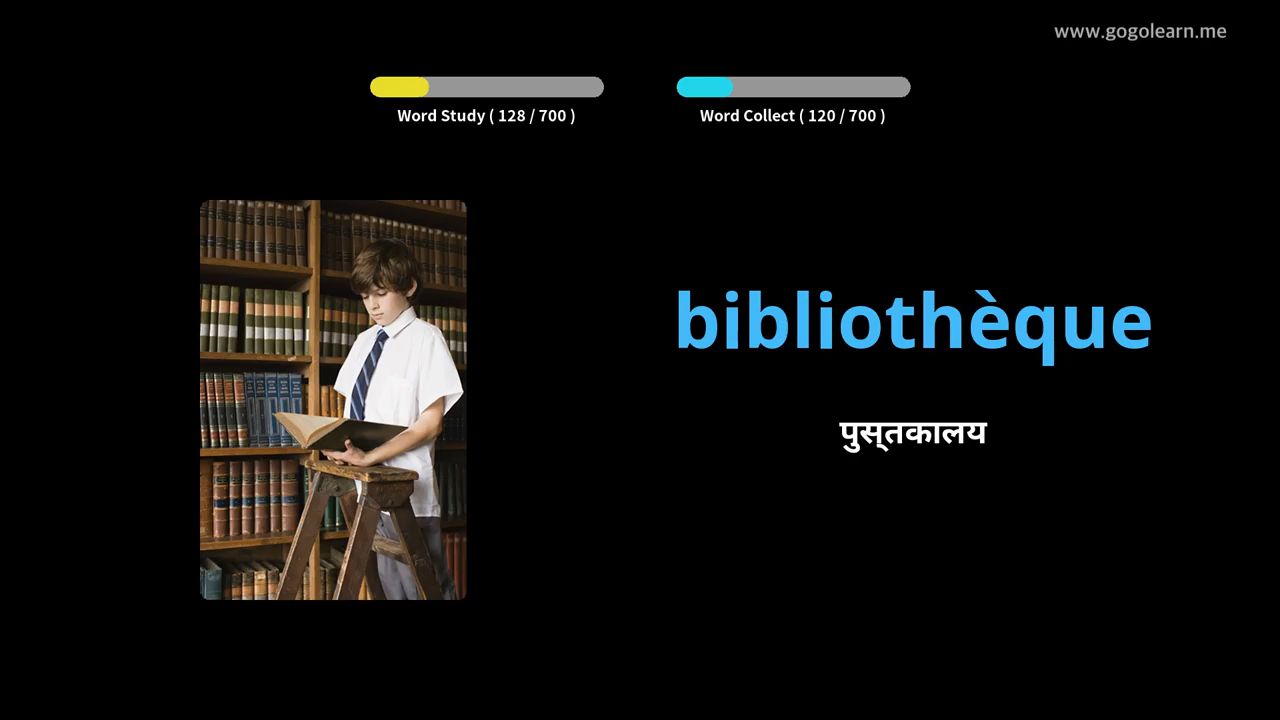 www.gogolearn.me
Word Study ( 128 / 700 )
Word Collect ( 120 / 700 )
bibliothèque
पुस्तकालय